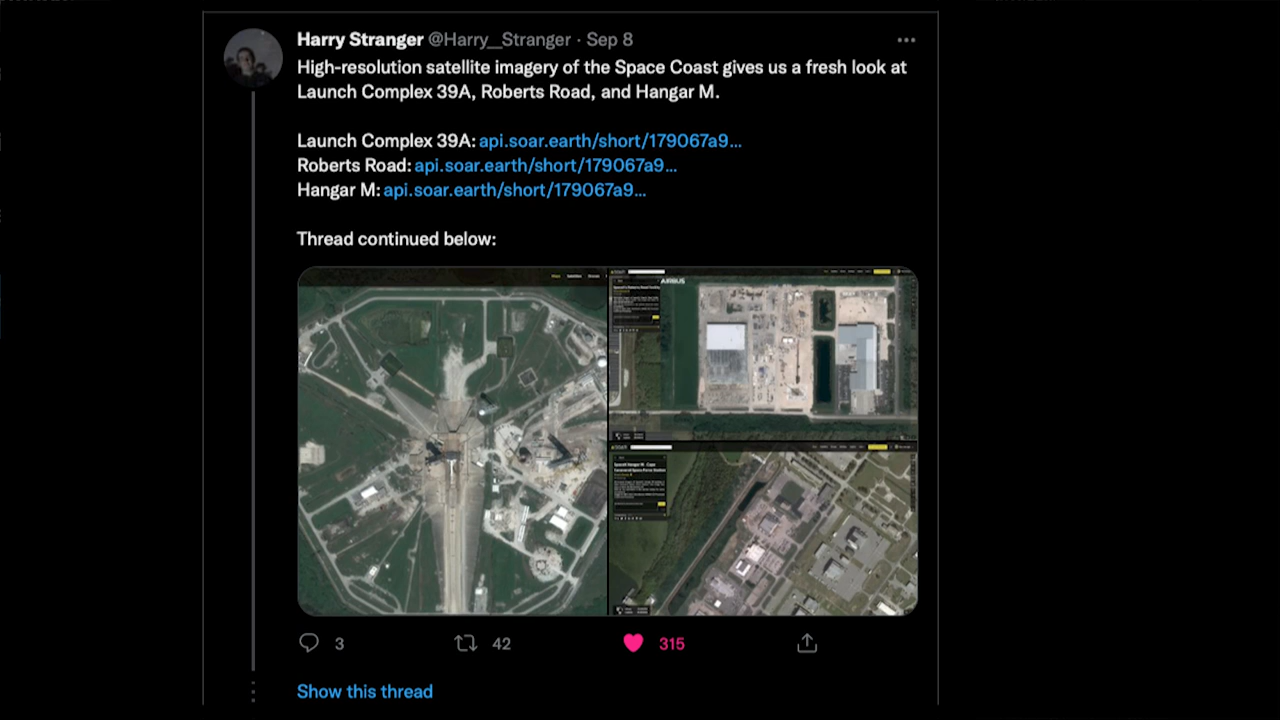 Harry Stranger @Harry__Stranger · Sep 8
High-resolution satellite imagery of the Space Coast gives us a fresh look at
Launch Complex 39A, Roberts Road, and Hangar M.
Launch Complex 39A: api.soar.earth/short/179067a9...
Roberts Road: api.soar.earth/short/179067a9...
Hangar M: api.soar.earth/short/179067a9...
Thread continued below:
AIRBUS
3
42
315
Show this thread